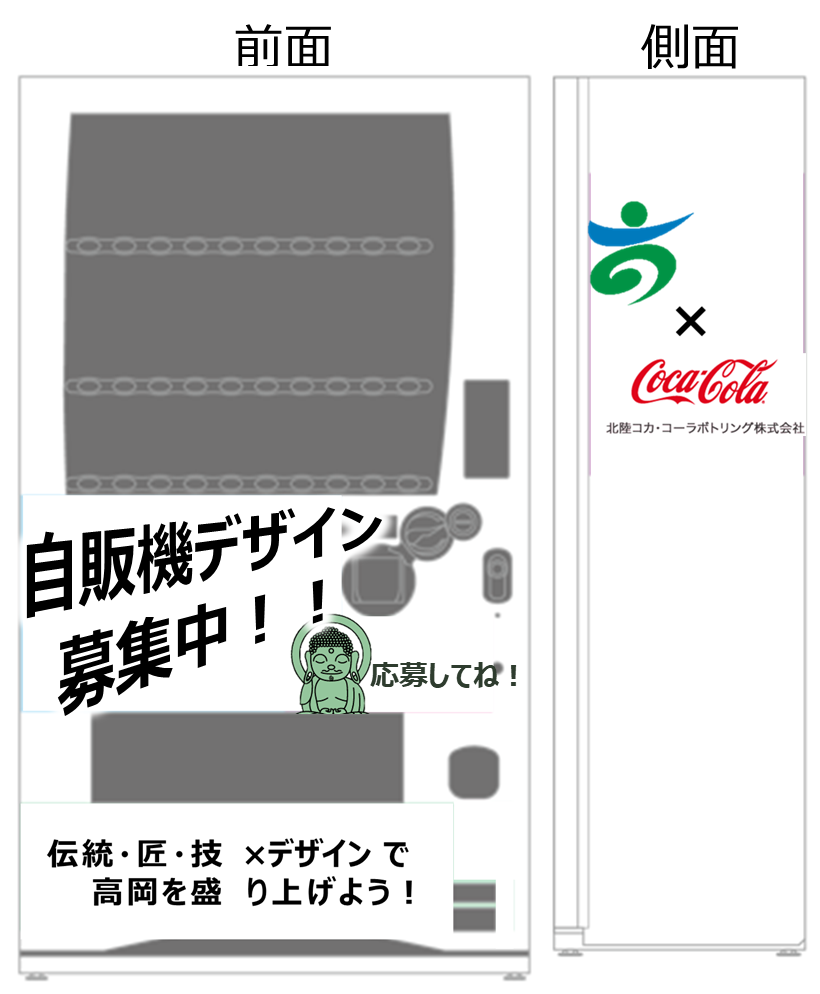 前面
側面
×
Coca-Cola
北陸コカ・コーラボトリング株式会社
自販機デザイン
募集中！！
応募してね！
伝統・匠・技 ×デザインで
高岡を盛り上げよう！